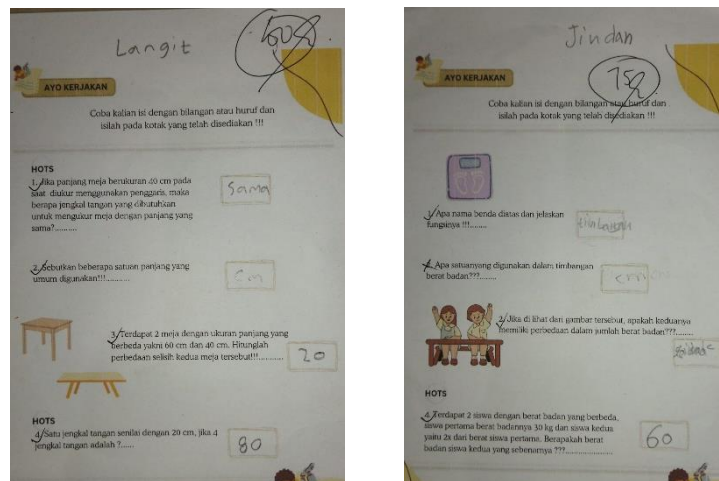 Langit
AYO KERJAKAN
Coba kalian isi dengan bilangan atau huruf dan
isilah pada kotak yang telah disediakan !!!
HOTS
1. Jika panjang meja berukuran 40 cm pada
saat diukur menggunakan penggaris, maka
berapa jengkal tangan yang dibutuhkan
untuk mengukur meja dengan panjang yang
sama?..........
Sama
2. Sebutkan beberapa satuan panjang yang
umum digunakan!!!...........
cm
3. Terdapat 2 meja dengan ukuran panjang yang
berbeda yakni 60 cm dan 40 cm. Hitunglah
perbedaan selisih kedua meja tersebut!!!...........
20
HOTS
4. Satu jengkal tangan senilai dengan 20 cm, jika 4
jengkal tangan adalah ?......
80
Jindan
75
AYO KERJAKAN
Coba kalian isi dengan bilangan atau huruf dan
isilah pada kotak yang telah disediakan !!!
Apa nama benda diatas dan jelaskan
fungsinya !!!........
Apa satuanyang digunakan dalam timbangan
berat badan???......
cm
2. Jika di lihat dari gambar tersebut, apakah keduanya
memiliki perbedaan dalam jumlah berat badan???......
HOTS
4. Terdapat 2 siswa dengan berat badan yang berbeda,
siswa pertama berat badannya 30 kg dan siswa kedua
yaitu 2x dari berat siswa pertama. Berapakah berat
badan siswa kedua yang sebenarnya ???..............
60